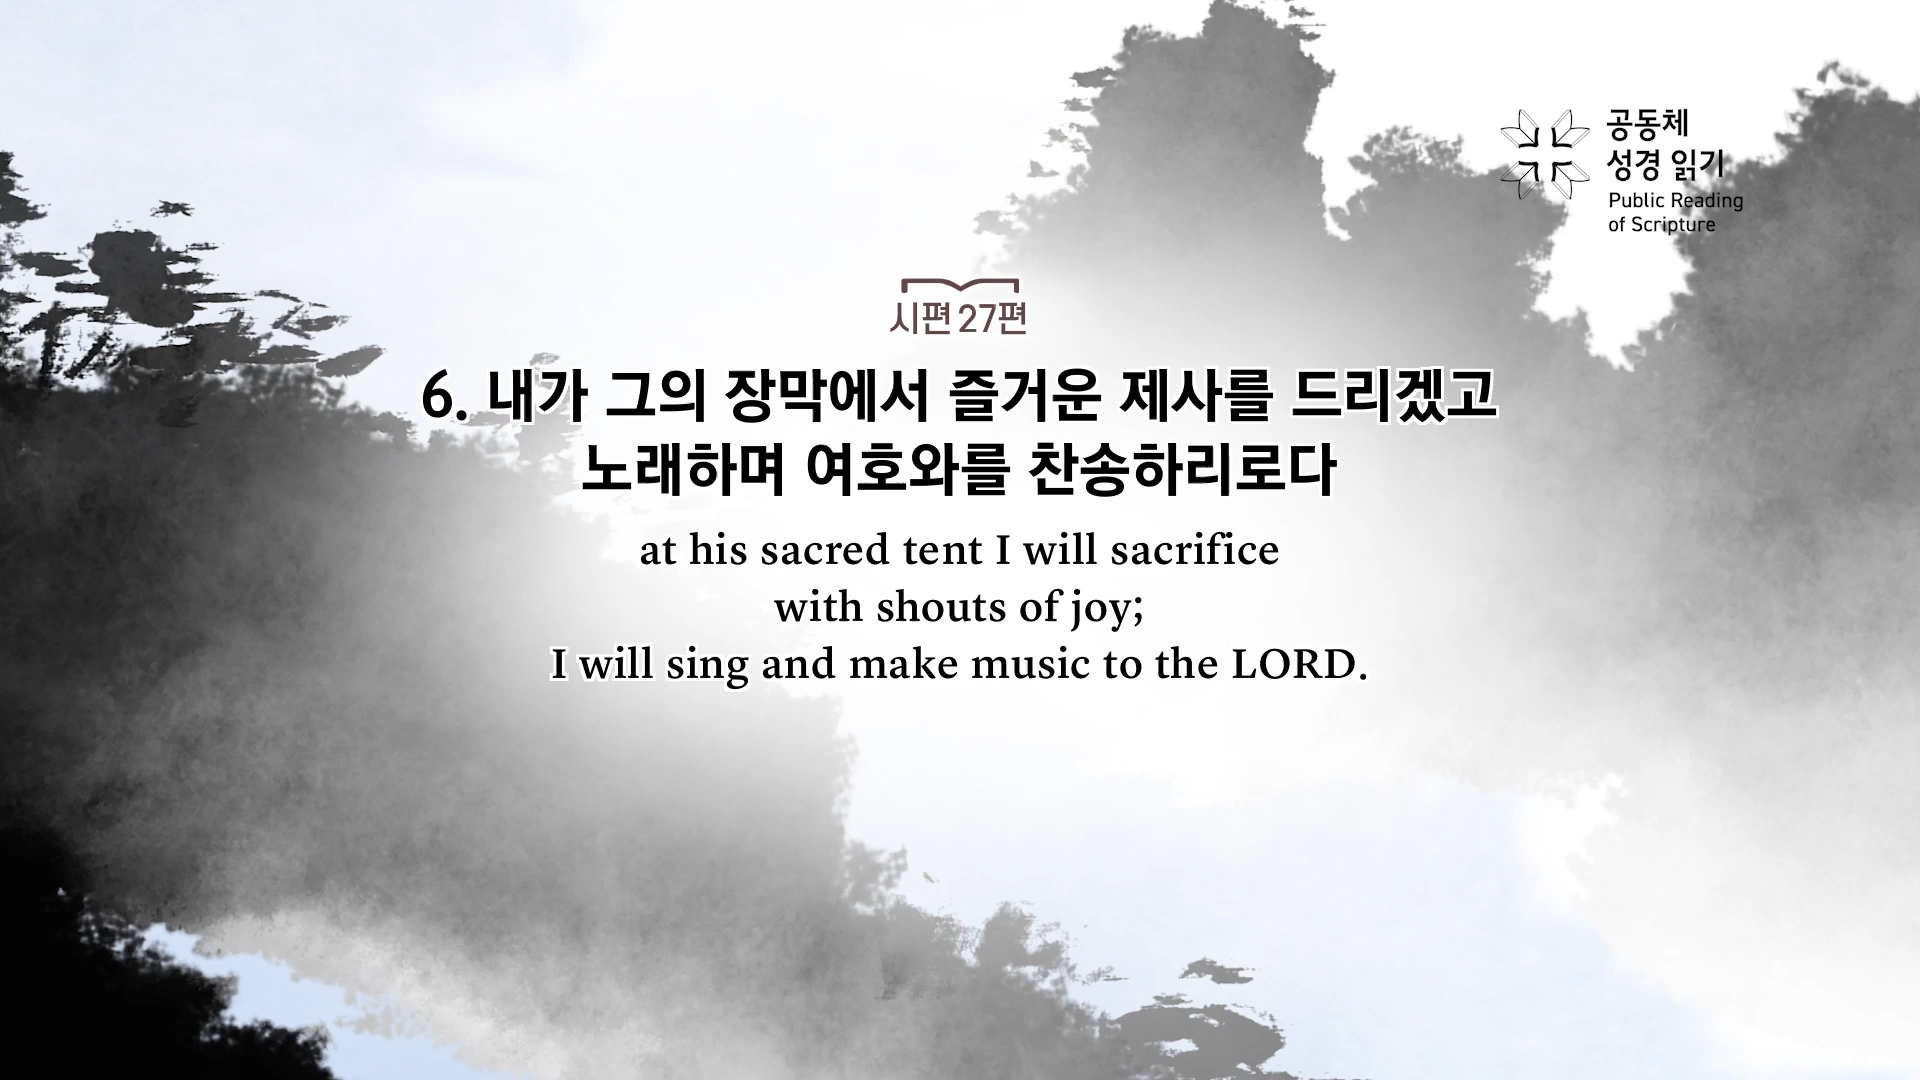 공동체
성경 읽기
Public Reading
of Scripture
시편 27편
6. 내가 그의 장막에서 즐거운 제사를 드리겠고
노래하며 여호와를 찬송하리로다
at his sacred tent I will sacrifice
with shouts of joy;
I will sing and make music to the LORD.